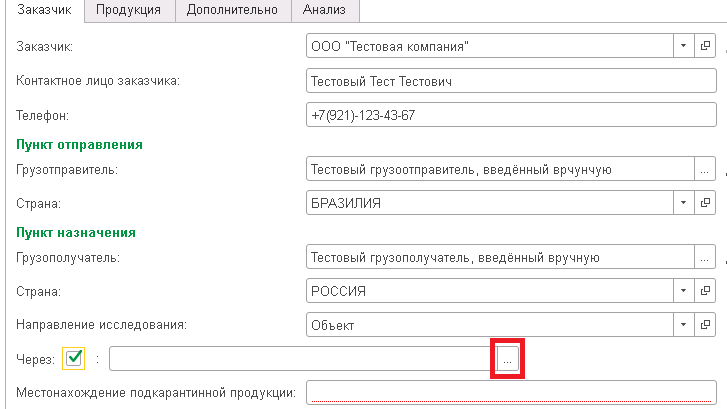 Заказчик Продукция Дополнительно Анализ
Заказчик: ООО "Тестовая компания"
Контактное лицо заказчика: Тестовый Тест Тестович
Телефон: +7(921)-123-43-67
Пункт отправления
Грузотправитель: Тестовый грузоотправитель, введённый врчунчую ...
Страна: БРАЗИЛИЯ
Пункт назначения
Грузополучатель: Тестовый грузополучатель, введённый вручную ...
Страна: РОССИЯ
Направление исследования: Объект
Через: : ...
Местонахождение подкарантинной продукции: